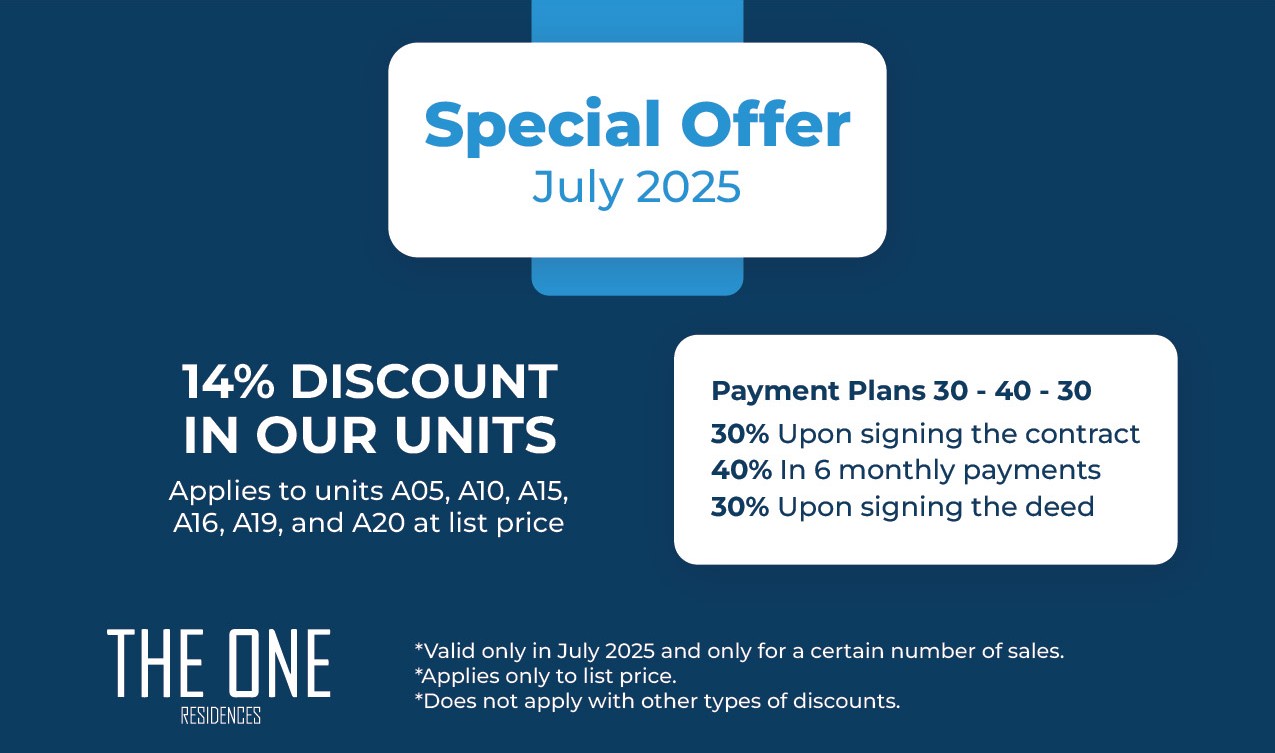 Special Offer
July 2025
14% DISCOUNT
IN OUR UNITS
Applies to units A05, A10, A15,
A16, A19, and A20 at list price
Payment Plans 30 - 40 - 30
30% Upon signing the contract
40% In 6 monthly payments
30% Upon signing the deed
THE ONE
RESIDENCES
*Valid only in July 2025 and only for a certain number of sales.
*Applies only to list price.
*Does not apply with other types of discounts.